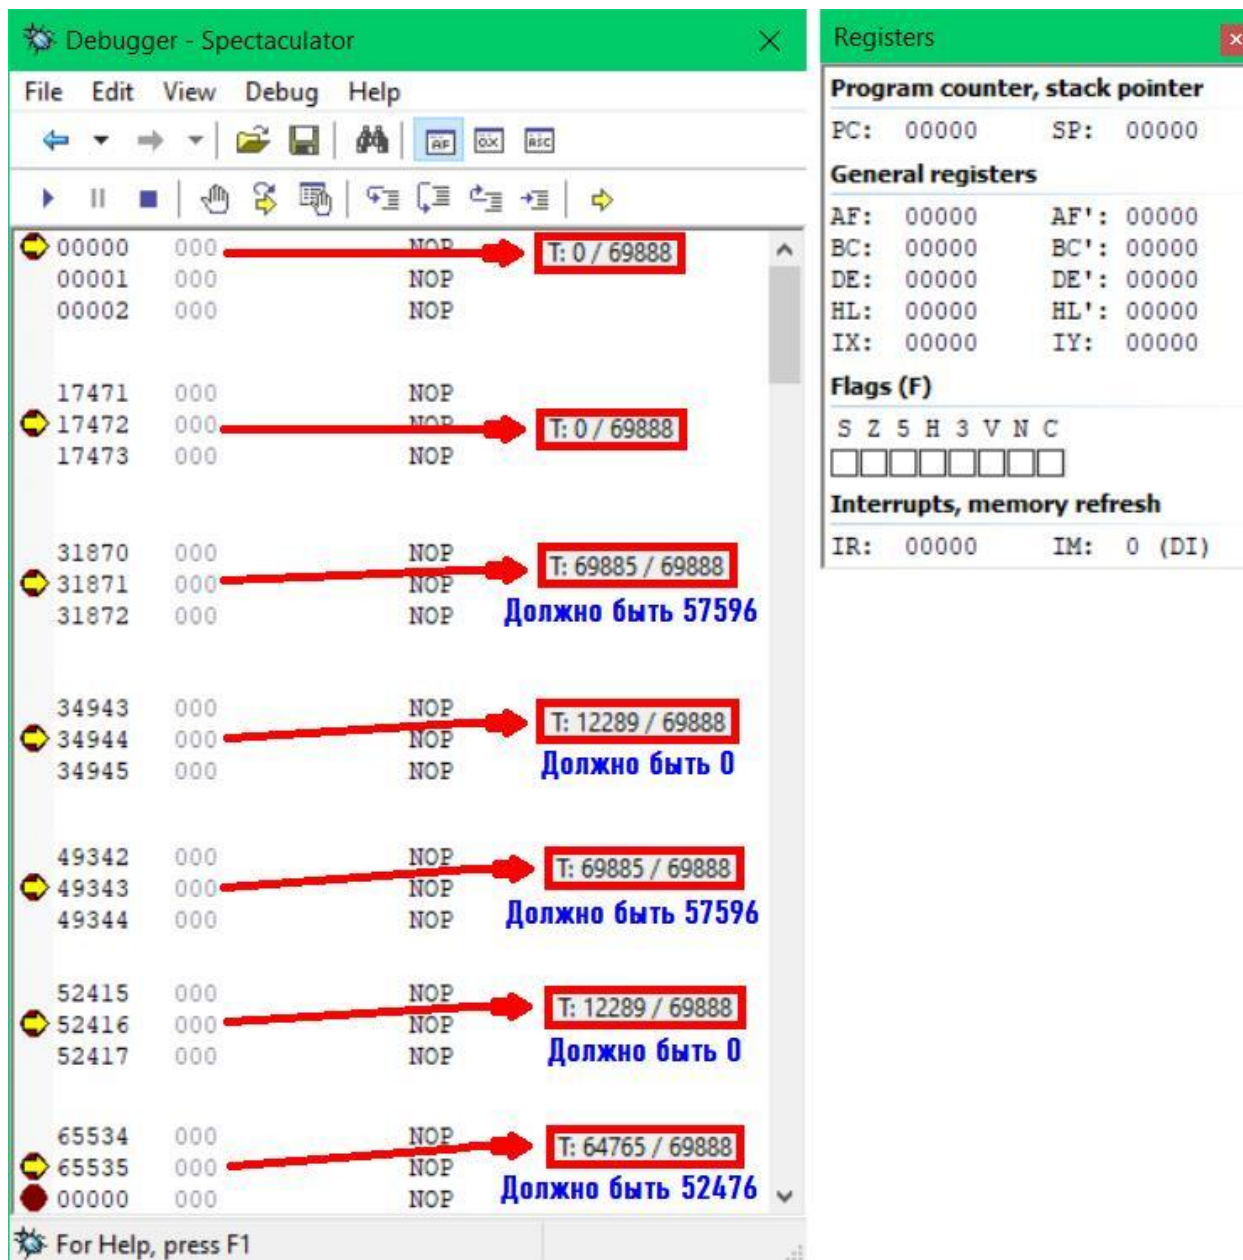 Debugger - Spectaculator
File Edit View Debug Help
AF 0X ASC
00000 000 NOP T: 0 / 69888
00001 000 NOP
00002 000 NOP
17471 000 NOP
17472 000 NOP T: 0 / 69888
17473 000 NOP
31870 000 NOP T: 69885 / 69888
31871 000 NOP
31872 000 NOP Должно быть 57596
34943 000 NOP T: 12289 / 69888
34944 000 NOP
34945 000 NOP Должно быть 0
49342 000 NOP T: 69885 / 69888
49343 000 NOP
49344 000 NOP Должно быть 57596
52415 000 NOP T: 12289 / 69888
52416 000 NOP
52417 000 NOP Должно быть 0
65534 000 NOP T: 64765 / 69888
65535 000 NOP
00000 000 NOP Должно быть 52476
For Help, press F1
Registers
Program counter, stack pointer
PC: 00000 SP: 00000
General registers
AF: 00000 AF': 00000
BC: 00000 BC': 00000
DE: 00000 DE': 00000
HL: 00000 HL': 00000
IX: 00000 IY: 00000
Flags (F)
S Z 5 H 3 V N C
Interrupts, memory refresh
IR: 00000 IM: 0 (DI)